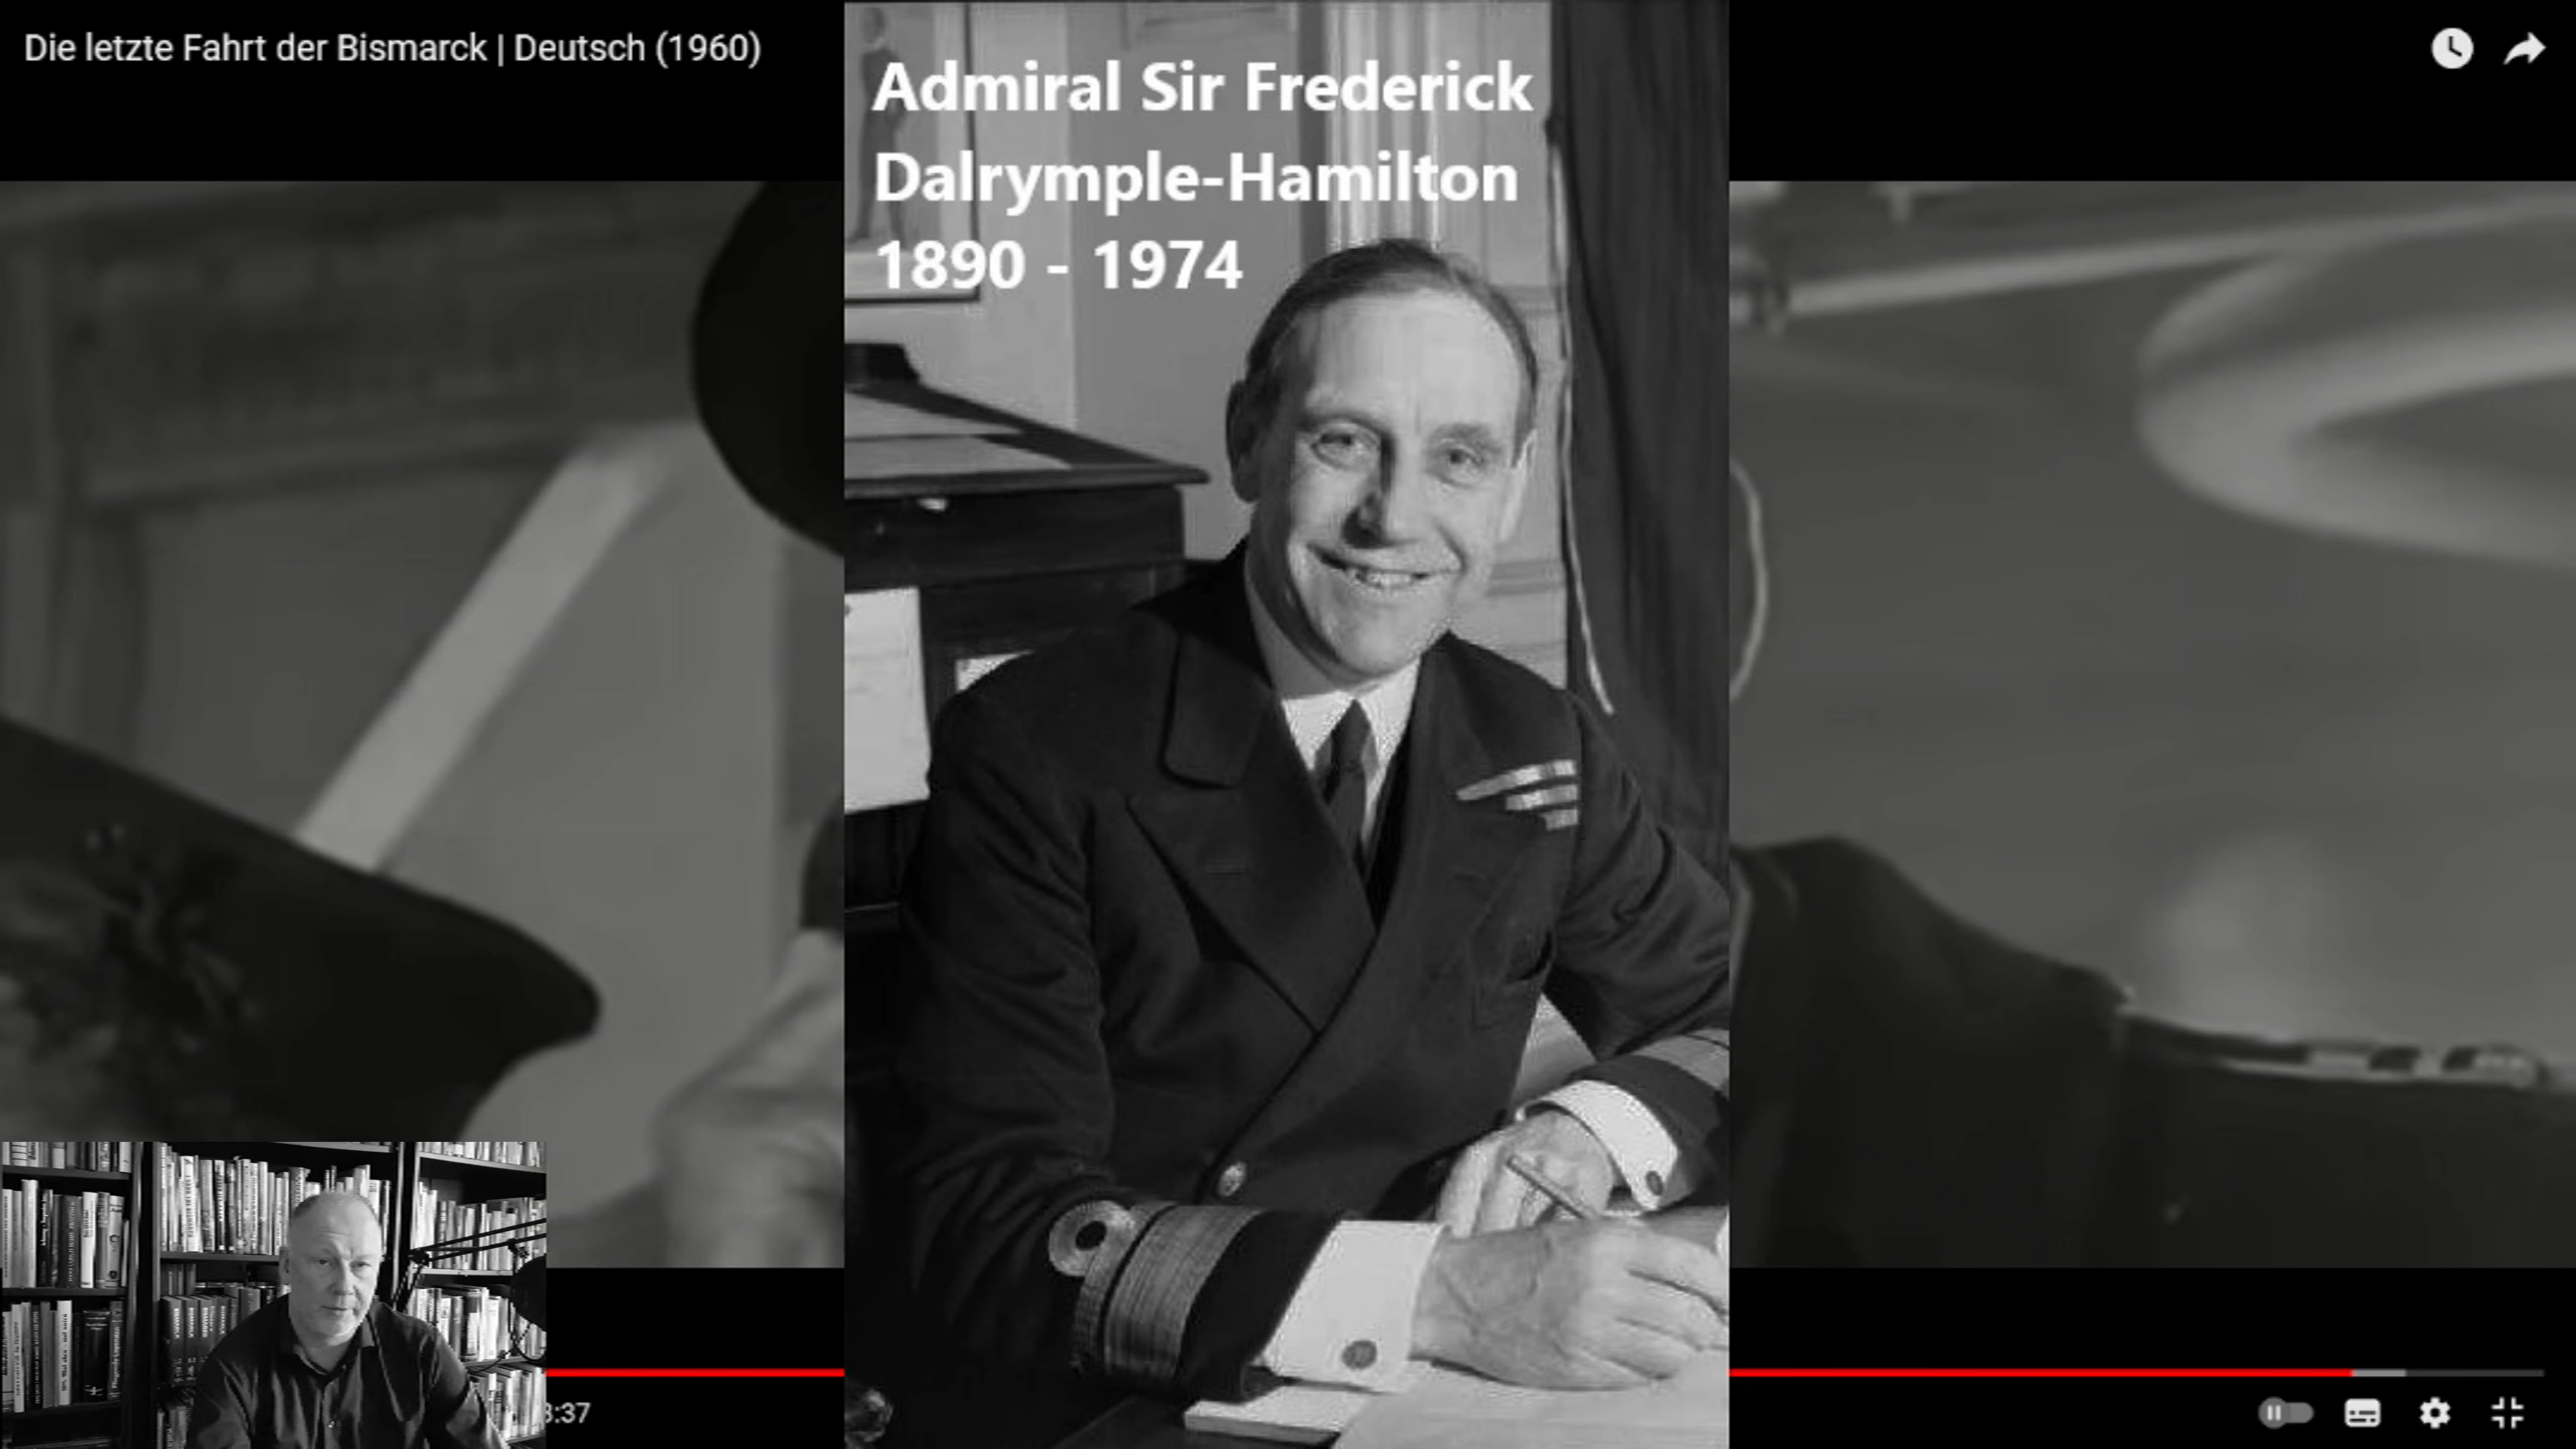 Die letzte Fahrt der Bismarck | Deutsch (1960)
Admiral Sir Frederick
Dalrymple-Hamilton
1890 - 1974
3:37